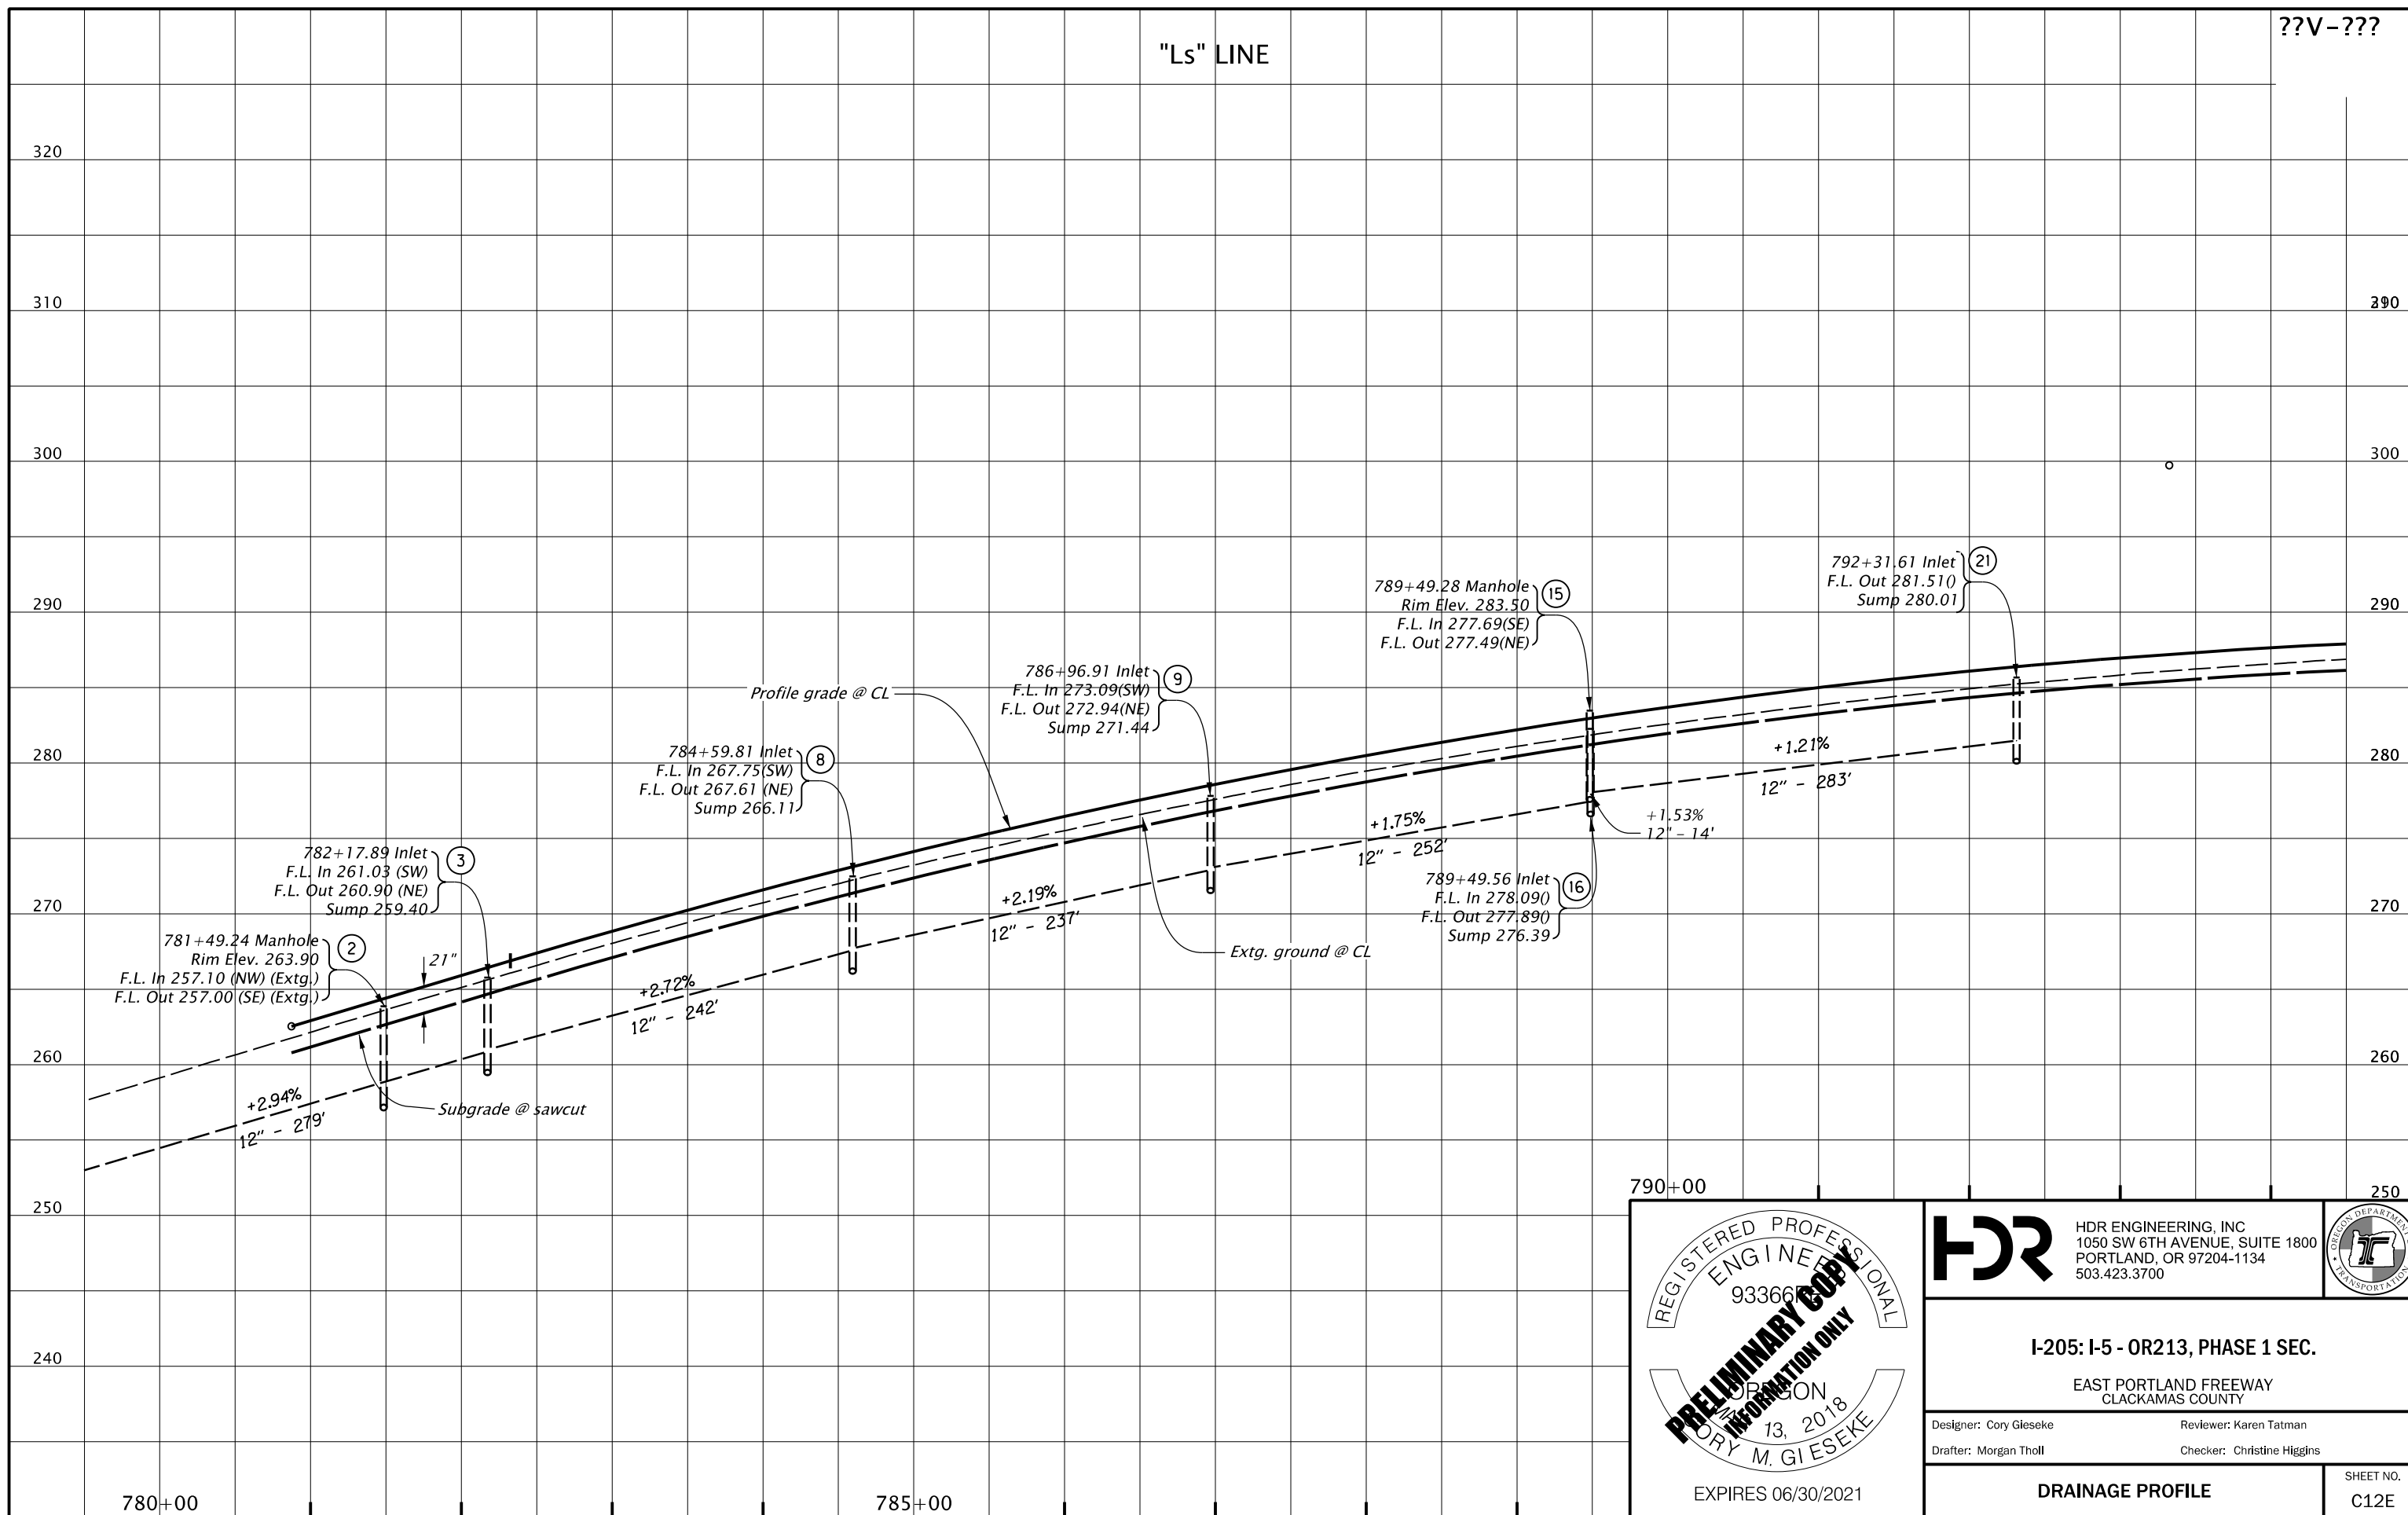 ??V-???
"Ls" LINE
320
310
300
300
290
290
792+31.61 Inlet
F.L. Out 281.51()
Sump 280.01
21
789+49.28 Manhole
Rim Elev. 283.50
F.L. In 277.69(SE)
F.L. Out 277.49(NE)
15
786+96.91 Inlet
F.L. In 273.09(SW)
F.L. Out 272.94(NE)
Sump 271.44
9
Profile grade @ CL
784+59.81 Inlet
F.L. In 267.75(SW)
F.L. Out 267.61 (NE)
Sump 266.11
8
280
280
+1.21%
12" - 283'
+1.53%
12" - 14'
+1.75%
12" - 252'
789+49.56 Inlet
F.L. In 278.09()
F.L. Out 277.89()
Sump 276.39
16
782+17.89 Inlet
F.L. In 261.03 (SW)
F.L. Out 260.90 (NE)
Sump 259.40
3
+2.19%
12" - 237'
270
270
Extg. ground @ CL
781+49.24 Manhole
Rim Elev. 263.90
F.L. In 257.10 (NW) (Extg.)
F.L. Out 257.00 (SE) (Extg.)
2
21"
+2.72%
12" - 242'
260
260
+2.94%
12" - 279'
Subgrade @ sawcut
250
250
240
780+00
785+00
790+00
REGISTERED PROFESSIONAL
ENGINEER
93366PE
PRELIMINARY COPY
INFORMATION ONLY
OREGON
13, 2018
CORY M. GIESEKE
EXPIRES 06/30/2021
HDR
HDR ENGINEERING, INC
1050 SW 6TH AVENUE, SUITE 1800
PORTLAND, OR 97204-1134
503.423.3700
OREGON DEPARTMENT
TRANSPORTATION
I-205: I-5 - OR213, PHASE 1 SEC.
EAST PORTLAND FREEWAY
CLACKAMAS COUNTY
Designer: Cory Gieseke
Reviewer: Karen Tatman
Drafter: Morgan Tholl
Checker: Christine Higgins
DRAINAGE PROFILE
SHEET NO.
C12E